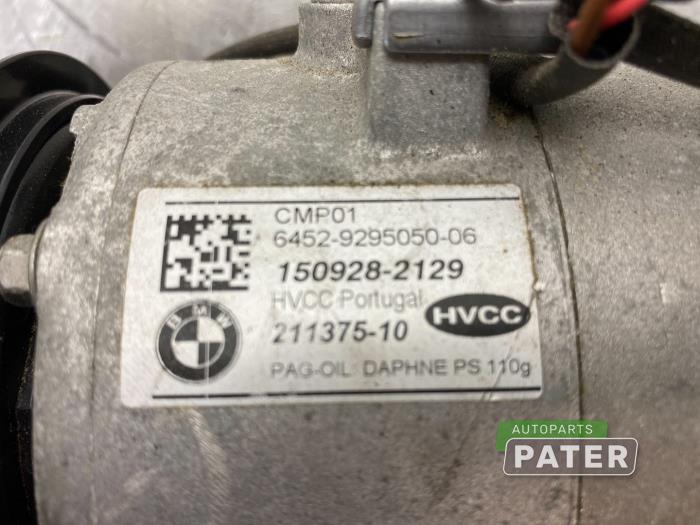 CMP01
6452-9295050-06
150928-2129
HVCC Portugal
BMW
211375-10
HVCC
PAG-OIL: DAPHNE PS 110g
AUTOPARTS
PATER